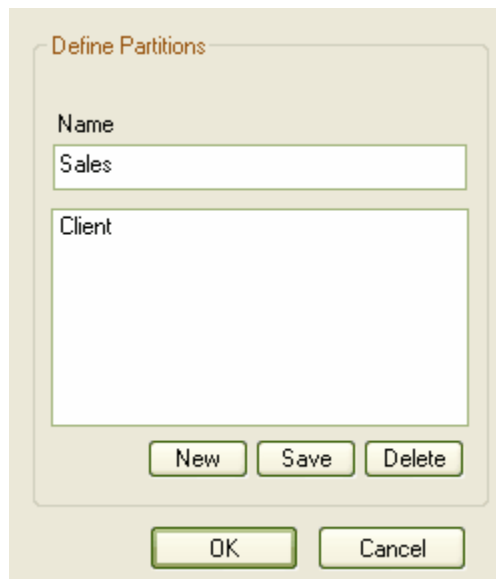 Define Partitions
Name
Sales
Client
New Save Delete
OK Cancel